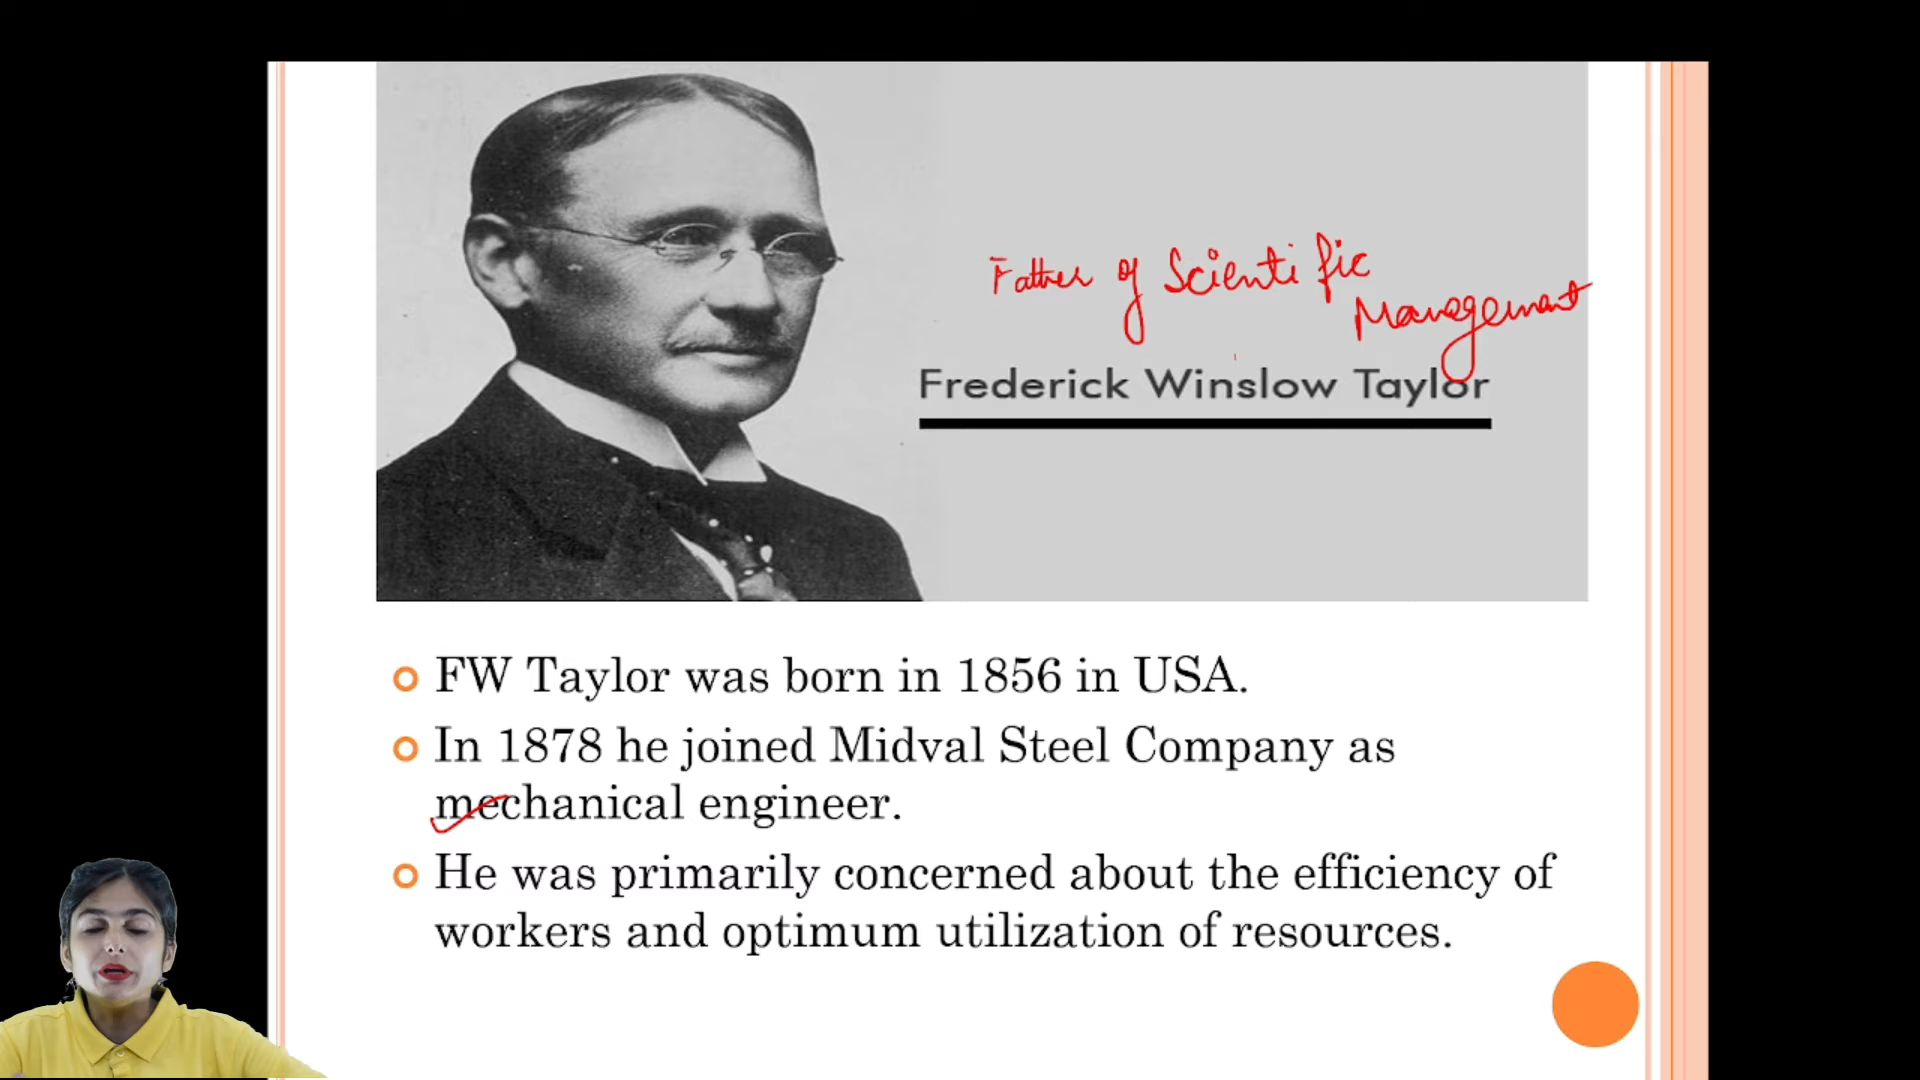 Father of Scientific
Management
Frederick Winslow Taylor
FW Taylor was born in 1856 in USA.
In 1878 he joined Midval Steel Company as
mechanical engineer.
He was primarily concerned about the efficiency of
workers and optimum utilization of resources.